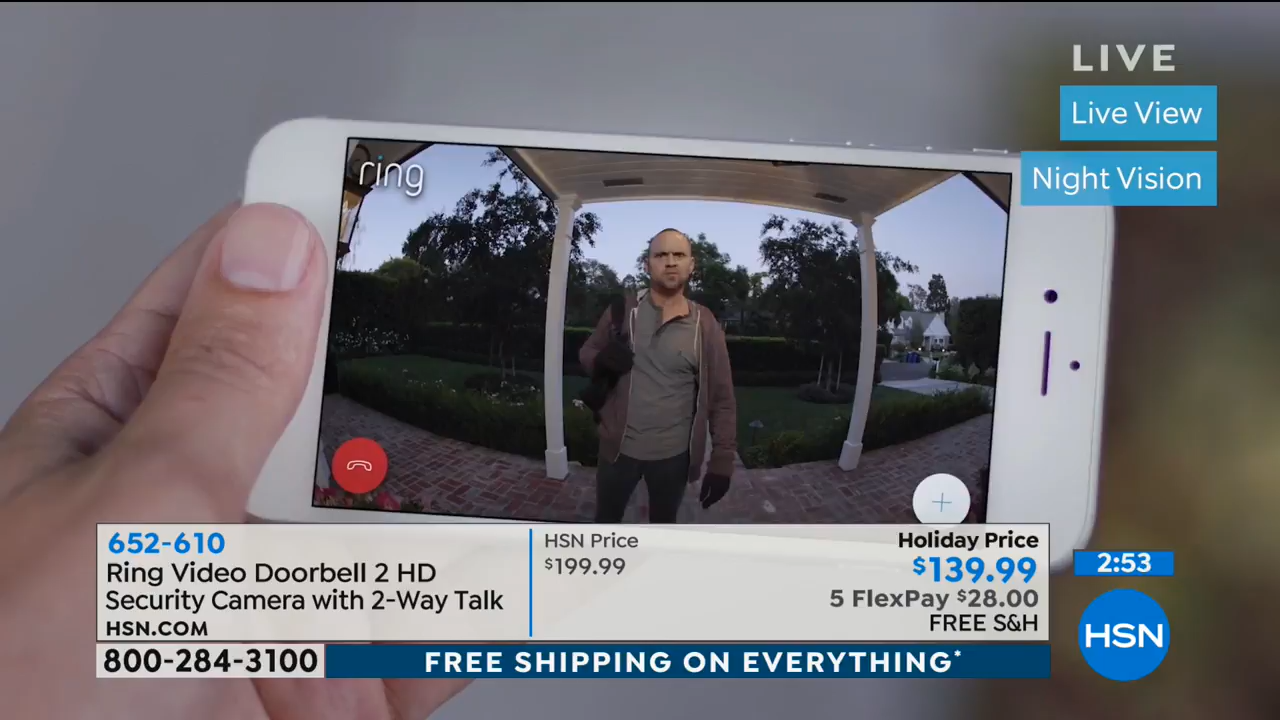 LIVE
Live View
Night Vision
ring
652-610
Ring Video Doorbell 2 HD
Security Camera with 2-Way Talk
HSN.COM
HSN Price
$199.99
Holiday Price
$139.99
5 FlexPay $28.00
FREE S&H
2:53
HSN
800-284-3100
FREE SHIPPING ON EVERYTHING*